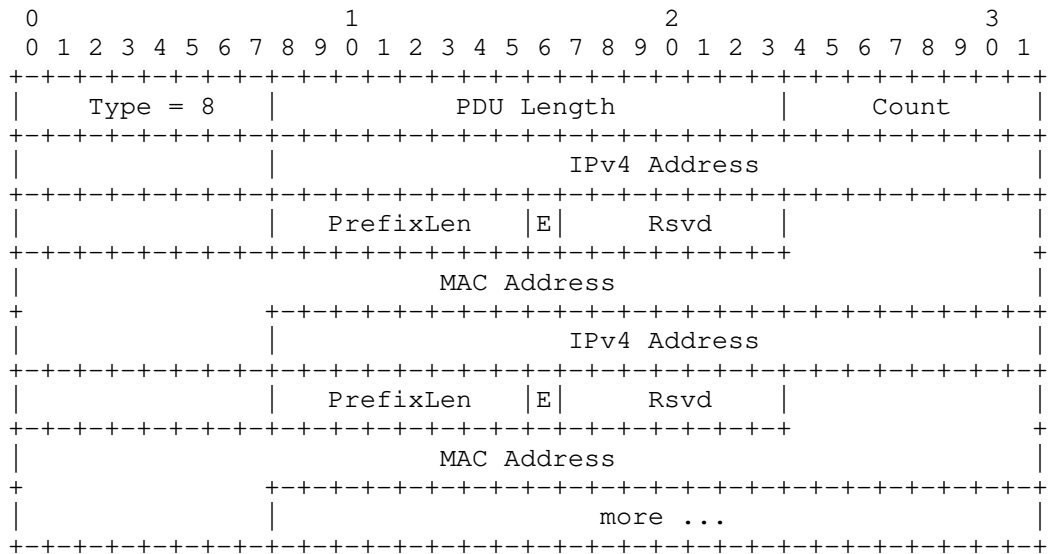 0                   1                   2                   3
 0 1 2 3 4 5 6 7 8 9 0 1 2 3 4 5 6 7 8 9 0 1 2 3 4 5 6 7 8 9 0 1
+-+-+-+-+-+-+-+-+-+-+-+-+-+-+-+-+-+-+-+-+-+-+-+-+-+-+-+-+-+-+-+-+
|    Type = 8   |           PDU Length          |     Count     |
+-+-+-+-+-+-+-+-+-+-+-+-+-+-+-+-+-+-+-+-+-+-+-+-+-+-+-+-+-+-+-+-+
|               |                  IPv4 Address                 |
+-+-+-+-+-+-+-+-+-+-+-+-+-+-+-+-+-+-+-+-+-+-+-+-+-+-+-+-+-+-+-+-+
|               |   PrefixLen   |E|     Rsvd    |               |
+-+-+-+-+-+-+-+-+-+-+-+-+-+-+-+-+-+-+-+-+-+-+-+-+               +
|                          MAC Address                          |
+               +-+-+-+-+-+-+-+-+-+-+-+-+-+-+-+-+-+-+-+-+-+-+-+-+
|               |                  IPv4 Address                 |
+-+-+-+-+-+-+-+-+-+-+-+-+-+-+-+-+-+-+-+-+-+-+-+-+-+-+-+-+-+-+-+-+
|               |   PrefixLen   |E|     Rsvd    |               |
+-+-+-+-+-+-+-+-+-+-+-+-+-+-+-+-+-+-+-+-+-+-+-+-+               +
|                          MAC Address                          |
+               +-+-+-+-+-+-+-+-+-+-+-+-+-+-+-+-+-+-+-+-+-+-+-+-+
|               |                    more ...                   |
+-+-+-+-+-+-+-+-+-+-+-+-+-+-+-+-+-+-+-+-+-+-+-+-+-+-+-+-+-+-+-+-+